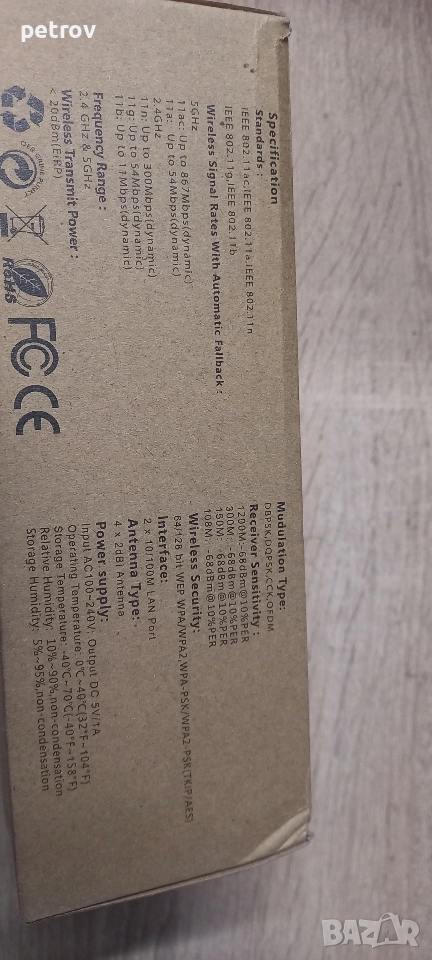 petrov
Specification
Standards :
IEEE 802.11ac,IEEE 802.11a,IEEE 802.11n
IEEE 802.11g,IEEE 802.11b
Wireless Signal Rates With Automatic Fallback :
5GHz
11ac: Up to 867Mbps(dynamic)
11a: Up to 54Mbps(dynamic)
2.4GHz
11n: Up to 300Mbps(dynamic)
11g: Up to 54Mbps(dynamic)
11b: Up to 11Mbps(dynamic)
Frequency Range :
2.4 GHz & 5GHz
Wireless Transmit Power :
< 20dBm(EIRP)
RoHS
FC CE
Mudulation Type:
DBPSK,DQPSK,CCK,OFDM
Receiver Sensitivity :
1200M:-68dBm@10%PER
300M: -68dBm@10%PER
150M: -68dBm@10%PER
108M: -68dBm@10%PER
Wireless Security:
64/128 bit WEP,WPA/WPA2,WPA-PSK/WPA2-PSK(TKIP/AES)
Interface:
2 x 10/100M LAN Port
Antenna Type:
4 x 2dBi Antenna
Power supply:
Input AC100~240V; Output DC 5V/1A
Operating Temperature: 0℃~40℃(32℉~104℉)
Storage Temperature: -40℃~70℃(-40℉~158℉)
Relative Humidity: 10%~90%,non-condensation
Storage Humidity: 5%~95%,non-condensation
BAZAR